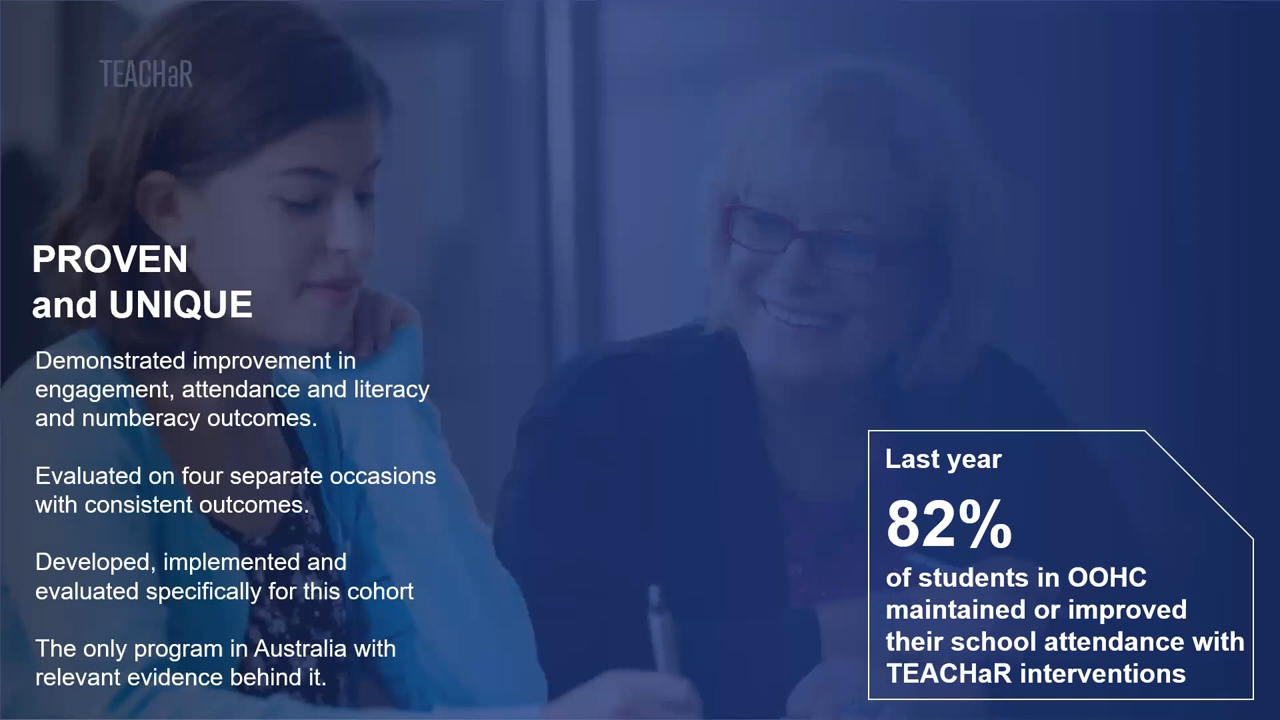 TEACHaR
PROVEN
and UNIQUE
Demonstrated improvement in
engagement, attendance and literacy
and numberacy outcomes.
Evaluated on four separate occasions
with consistent outcomes.
Developed, implemented and
evaluated specifically for this cohort
The only program in Australia with
relevant evidence behind it.
Last year
82%
of students in OOHC
maintained or improved
their school attendance with
TEACHaR interventions